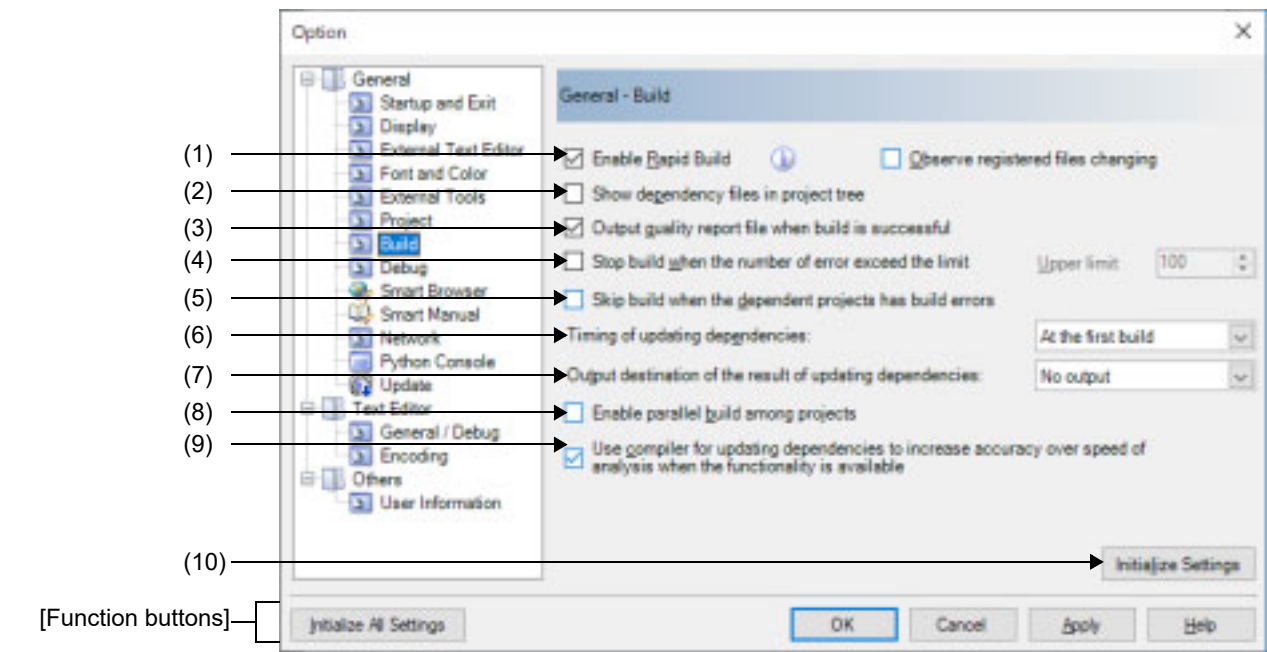 Option
General
Startup and Exit
Display
External Text Editor
Font and Color
External Tools
Project
Build
Debug
Smart Browser
Smart Manual
Network
Python Console
Update
Text Editor
General / Debug
Encoding
Others
User Information
General - Build
(1) Enable Rapid Build Observe registered files changing
(2) Show dependency files in project tree
(3) Output quality report file when build is successful
(4) Stop build when the number of error exceed the limit Upper limit: 100
(5) Skip build when the dependent projects has build errors
(6) Timing of updating dependencies: At the first build
(7) Output destination of the result of updating dependencies: No output
(8) Enable parallel build among projects
(9) Use compiler for updating dependencies to increase accuracy over speed of
analysis when the functionality is available
(10) Initialize Settings
[Function buttons] Initialize All Settings OK Cancel Apply Help